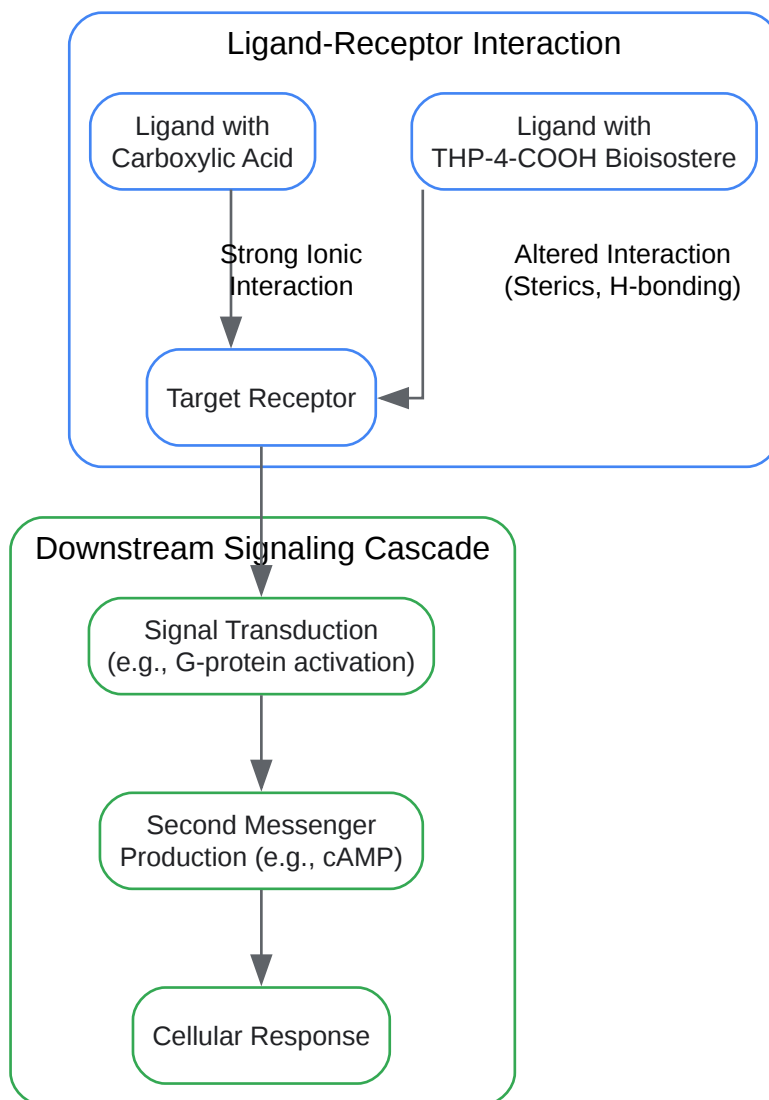 Ligand-Receptor Interaction
Ligand with
Carboxylic Acid
Ligand with
THP-4-COOH Bioisostere
Strong Ionic
Interaction
Altered Interaction
(Sterics, H-bonding)
Target Receptor
Downstream Signaling Cascade
Signal Transduction
(e.g., G-protein activation)
Second Messenger
Production (e.g., cAMP)
Cellular Response